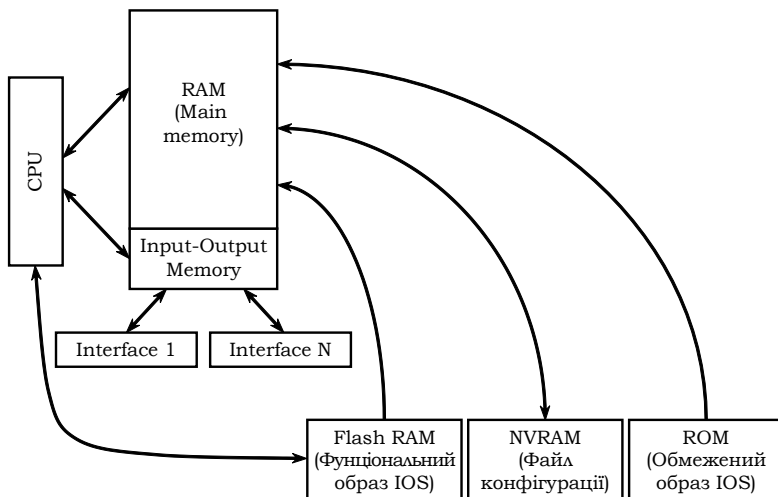 RAM
(Main
memory)
CPU
Input-Output
Memory
Interface 1
Interface N
Flash RAM
(Фунціональний
образ IOS)
NVRAM
(Файл
конфігурації)
ROM
(Обмежений
образ IOS)